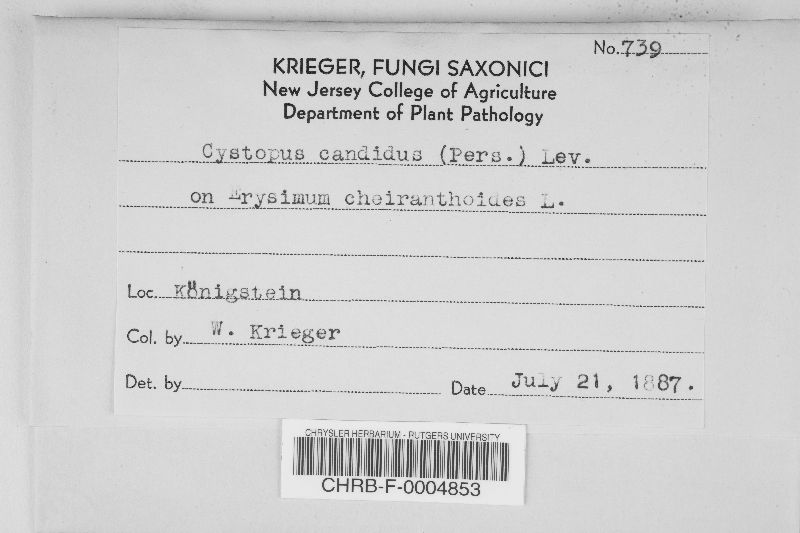 No. 739
KRIEGER, FUNGI SAXONICI
New Jersey College of Agriculture
Department of Plant Pathology
Cystopus candidus (Pers.) Lev.
on Erysimum cheiranthoides L.
Loc. Königstein
Col. by W. Krieger
Det. by
Date July 21, 1887.
CHRYSLER HERBARIUM - RUTGERS UNIVERSITY
CHRB-F-0004853